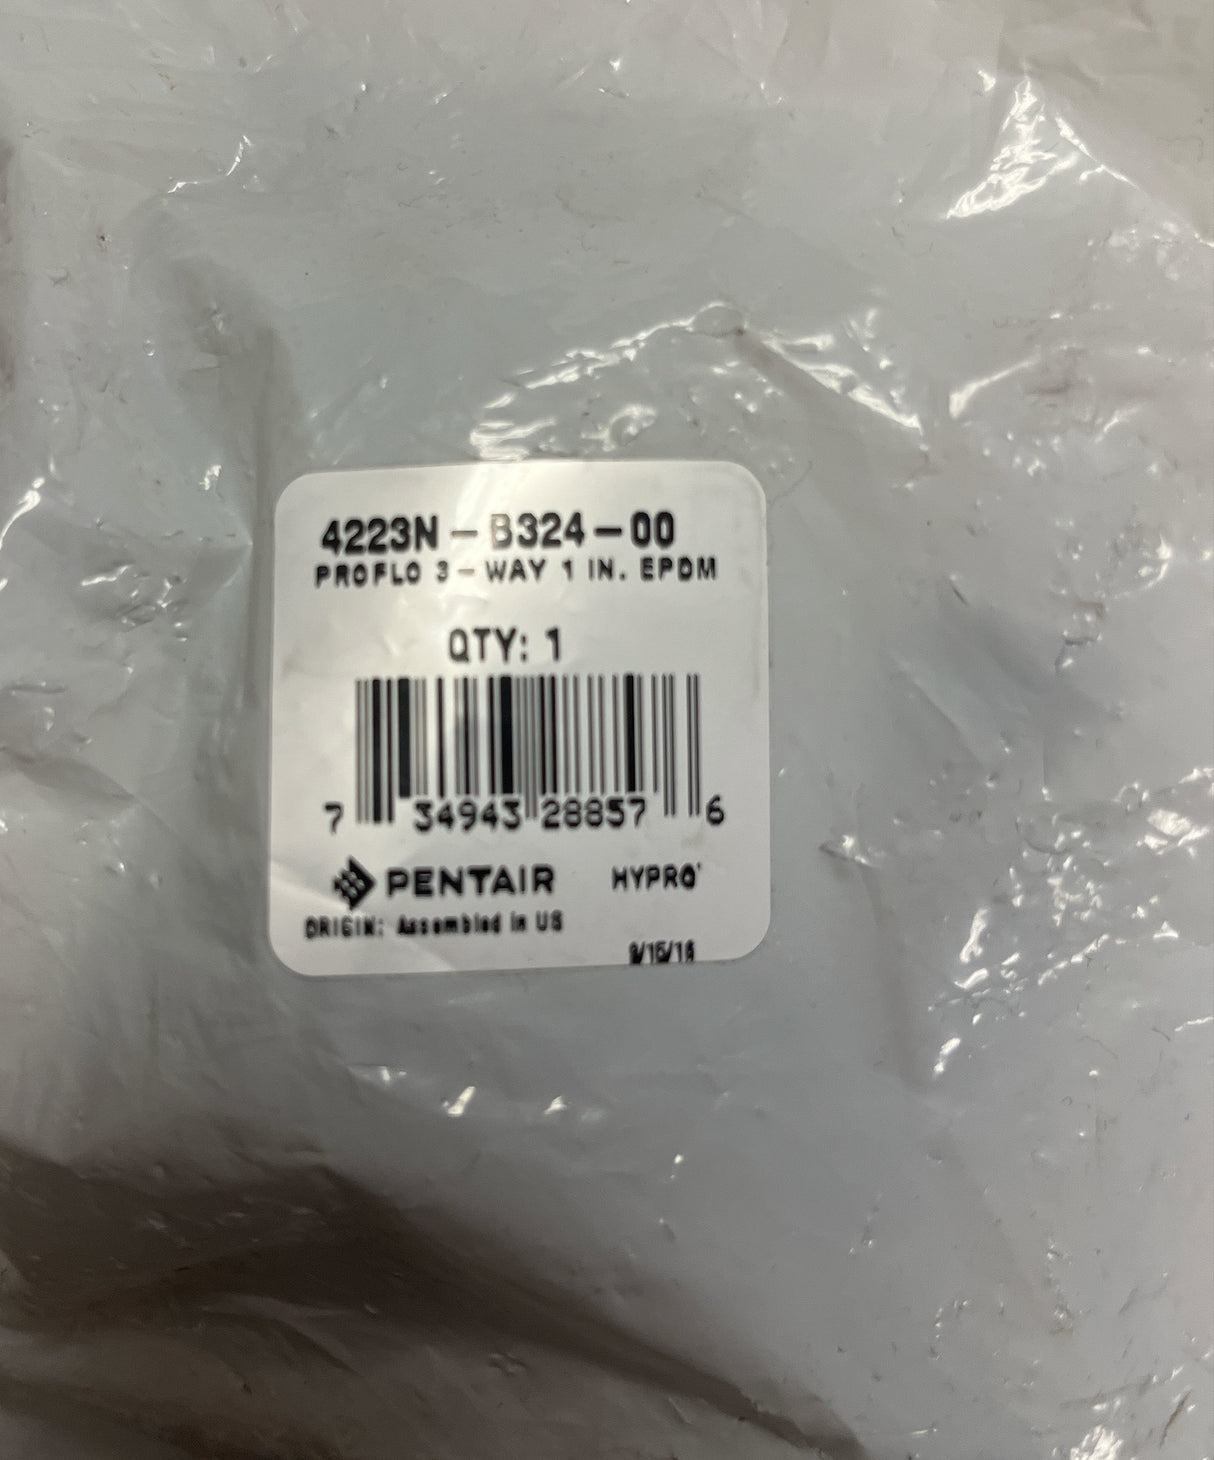 4223N - B324 - 00
PROFLO 3 - WAY 1 IN. EPDM
QTY: 1
7 34943 28857 6
PENTAIR HYPRO
ORIGIN: Assembled in US